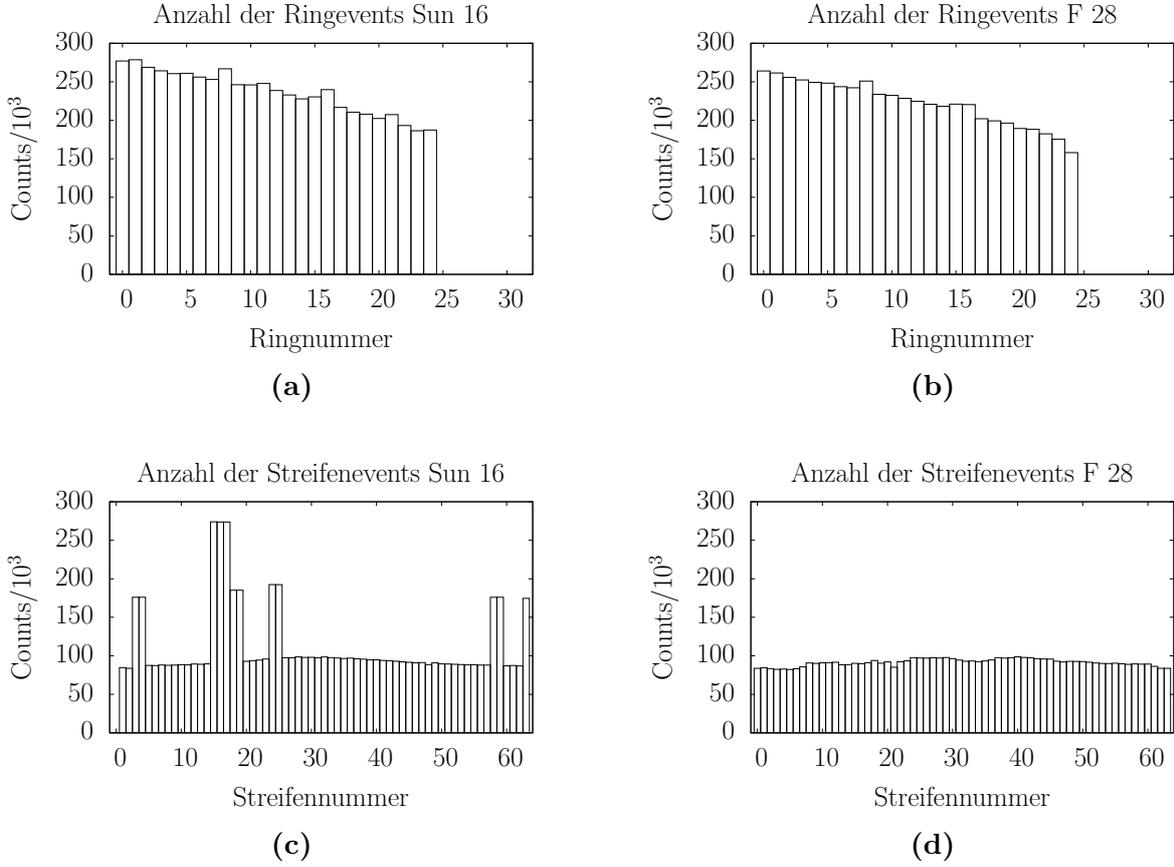 Anzahl der Ringevents Sun 16
300
250
200
150
100
50
0
Counts/10³
0 5 10 15 20 25 30
Ringnummer
(a)
Anzahl der Ringevents F 28
300
250
200
150
100
50
0
Counts/10³
0 5 10 15 20 25 30
Ringnummer
(b)
Anzahl der Streifenevents Sun 16
300
250
200
150
100
50
0
Counts/10³
0 10 20 30 40 50 60
Streifennummer
(c)
Anzahl der Streifenevents F 28
300
250
200
150
100
50
0
Counts/10³
0 10 20 30 40 50 60
Streifennummer
(d)